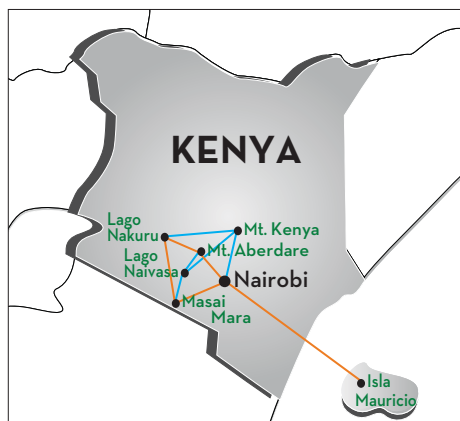 KENYA
Lago
Nakuru
Mt. Kenya
Mt. Aberdare
Lago
Naivasa
Nairobi
Masai
Mara
Isla
Mauricio